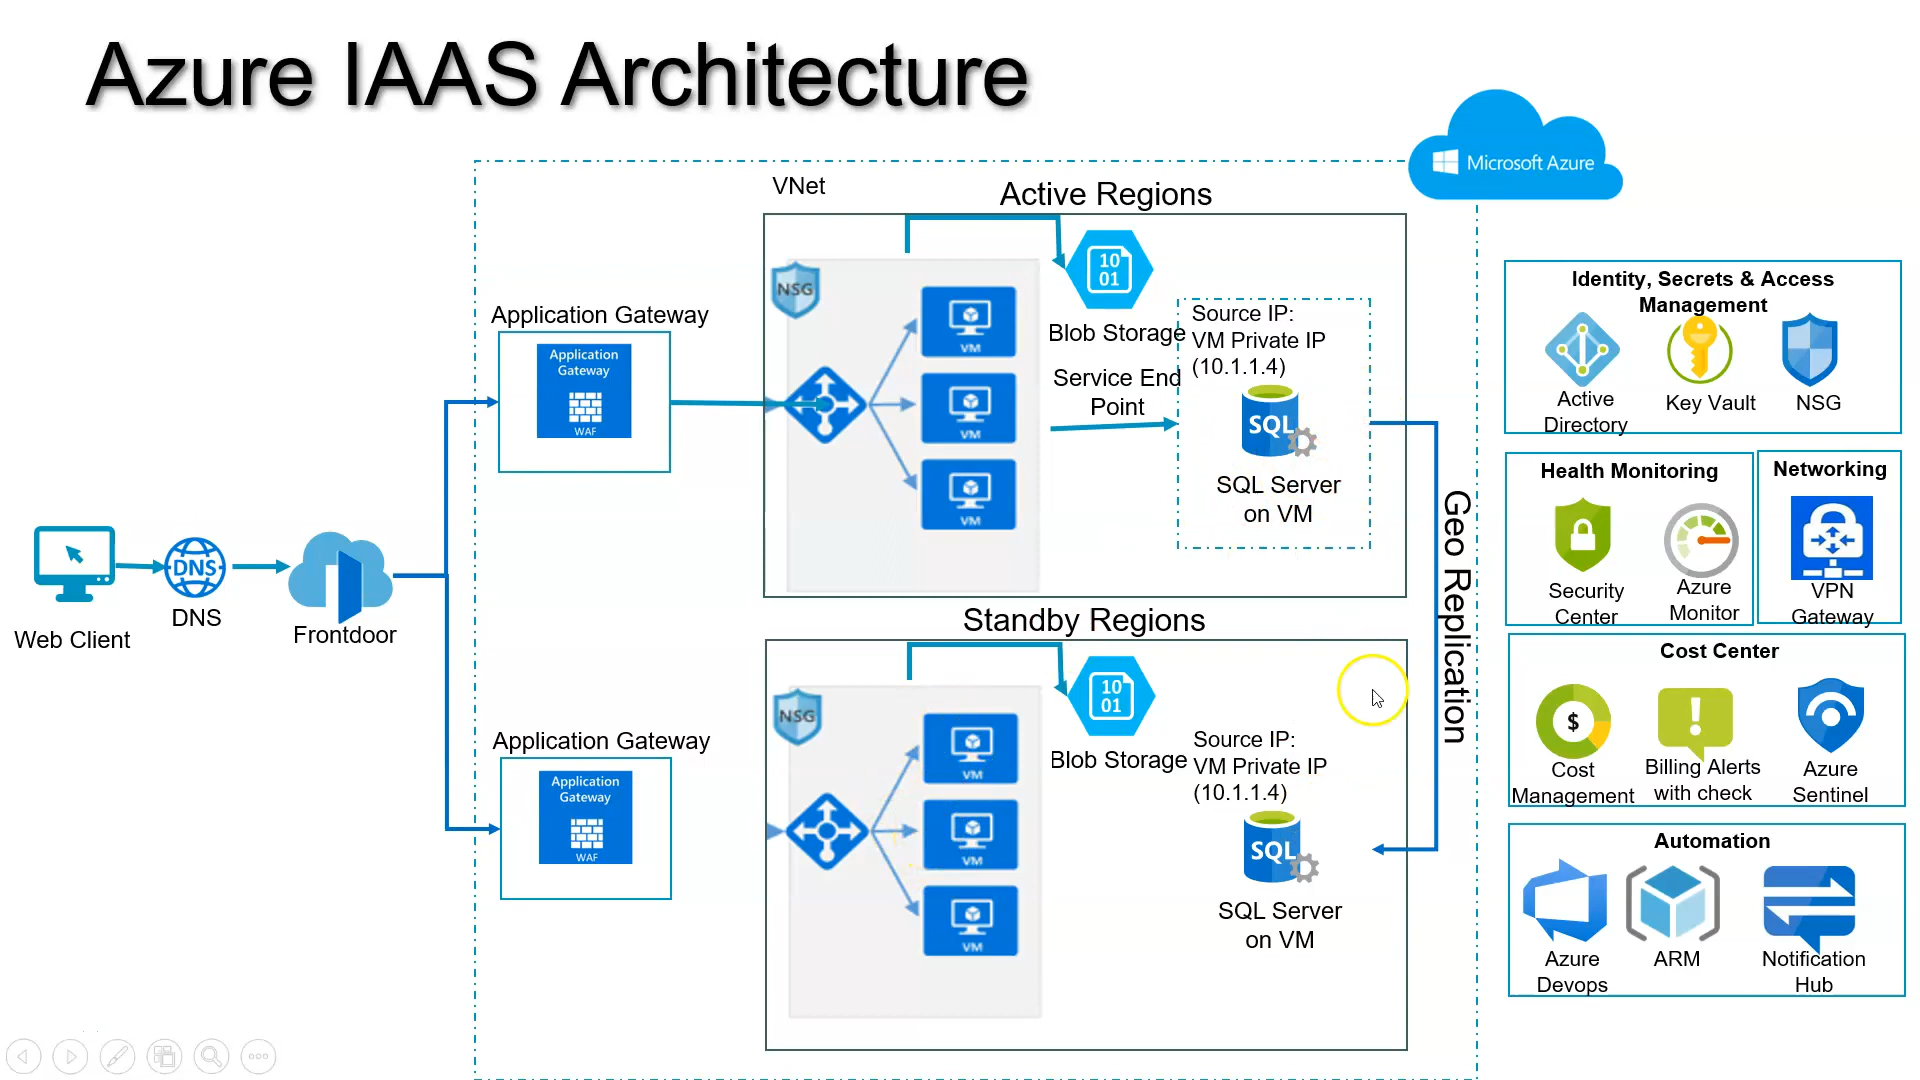 Azure IAAS Architecture
Microsoft Azure
VNet
Active Regions
NSG
VM
VM
VM
10
01
Blob Storage
Application Gateway
Application
Gateway
WAF
Service End
Point
Source IP:
VM Private IP
(10.1.1.4)
SQL
SQL Server
on VM
Geo Replication
Web Client
DNS
DNS
Frontdoor
Standby Regions
NSG
VM
VM
VM
10
01
Blob Storage
Application Gateway
Application
Gateway
WAF
Source IP:
VM Private IP
(10.1.1.4)
SQL
SQL Server
on VM
Identity, Secrets & Access
Management
Active
Directory
Key Vault
NSG
Health Monitoring
Security
Center
Azure
Monitor
Networking
VPN
Gateway
Cost Center
$
Cost
Management
Billing Alerts
with check
Azure
Sentinel
Automation
Azure
Devops
ARM
Notification
Hub